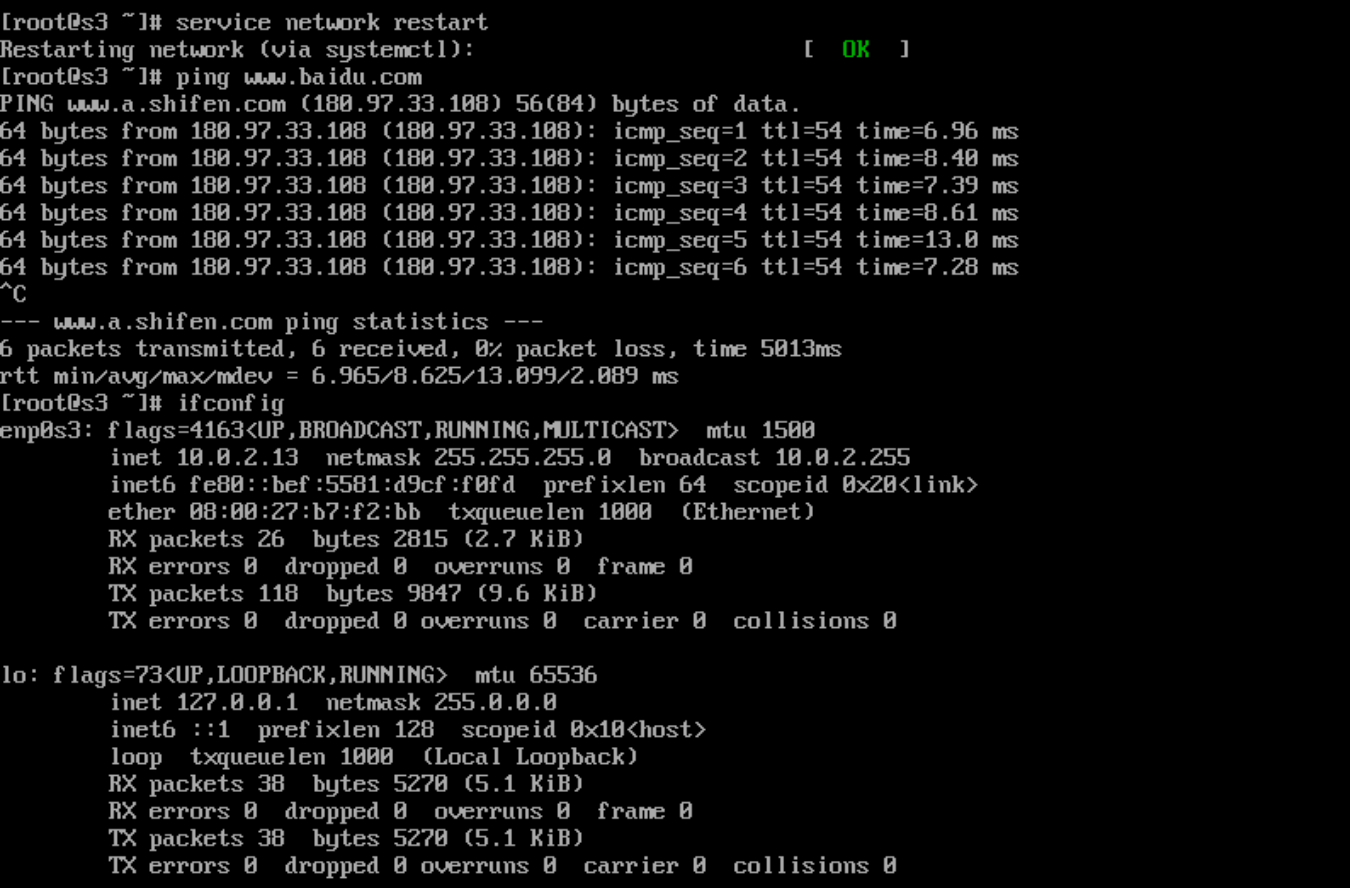 [root@s3 ~]# service network restart
Restarting network (via systemctl):                        [  OK  ]
[root@s3 ~]# ping www.baidu.com
PING www.a.shifen.com (180.97.33.108) 56(84) bytes of data.
64 bytes from 180.97.33.108 (180.97.33.108): icmp_seq=1 ttl=54 time=6.96 ms
64 bytes from 180.97.33.108 (180.97.33.108): icmp_seq=2 ttl=54 time=8.40 ms
64 bytes from 180.97.33.108 (180.97.33.108): icmp_seq=3 ttl=54 time=7.39 ms
64 bytes from 180.97.33.108 (180.97.33.108): icmp_seq=4 ttl=54 time=8.61 ms
64 bytes from 180.97.33.108 (180.97.33.108): icmp_seq=5 ttl=54 time=13.0 ms
64 bytes from 180.97.33.108 (180.97.33.108): icmp_seq=6 ttl=54 time=7.28 ms
^C
--- www.a.shifen.com ping statistics ---
6 packets transmitted, 6 received, 0% packet loss, time 5013ms
rtt min/avg/max/mdev = 6.965/8.625/13.099/2.089 ms
[root@s3 ~]# ifconfig
enp0s3: flags=4163<UP,BROADCAST,RUNNING,MULTICAST>  mtu 1500
        inet 10.0.2.13  netmask 255.255.255.0  broadcast 10.0.2.255
        inet6 fe80::bef:5581:d9cf:f0fd  prefixlen 64  scopeid 0x20<link>
        ether 08:00:27:b7:f2:bb  txqueuelen 1000  (Ethernet)
        RX packets 26  bytes 2815 (2.7 KiB)
        RX errors 0  dropped 0  overruns 0  frame 0
        TX packets 118  bytes 9847 (9.6 KiB)
        TX errors 0  dropped 0 overruns 0  carrier 0  collisions 0

lo: flags=73<UP,LOOPBACK,RUNNING>  mtu 65536
        inet 127.0.0.1  netmask 255.0.0.0
        inet6 ::1  prefixlen 128  scopeid 0x10<host>
        loop  txqueuelen 1000  (Local Loopback)
        RX packets 38  bytes 5270 (5.1 KiB)
        RX errors 0  dropped 0  overruns 0  frame 0
        TX packets 38  bytes 5270 (5.1 KiB)
        TX errors 0  dropped 0 overruns 0  carrier 0  collisions 0